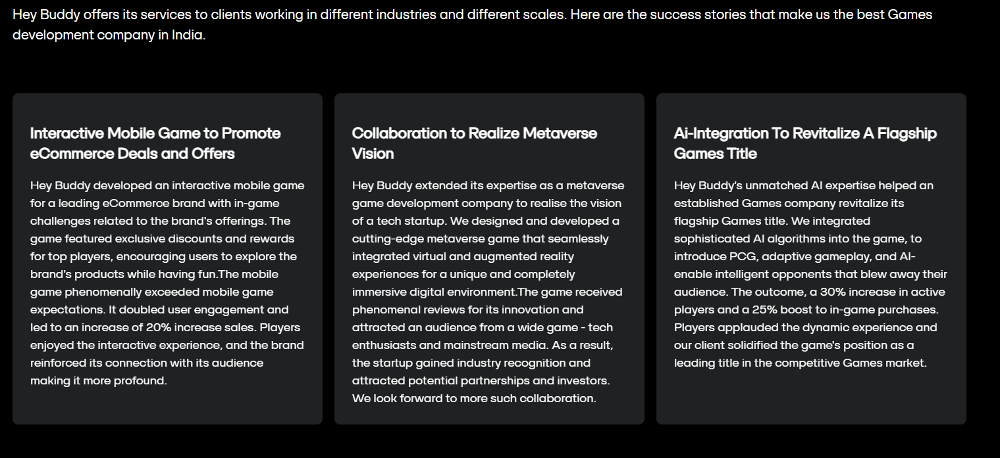 Hey Buddy offers its services to clients working in different industries and different scales. Here are the success stories that make us the best Games
development company in India.
Interactive Mobile Game to Promote
eCommerce Deals and Offers
Hey Buddy developed an interactive mobile game
for a leading eCommerce brand with in-game
challenges related to the brand's offerings. The
game featured exclusive discounts and rewards
for top players, encouraging users to explore the
brand's products while having fun.The mobile
game phenomenally exceeded mobile game
expectations. It doubled user engagement and
led to an increase of 20% increase sales. Players
enjoyed the interactive experience, and the brand
reinforced its connection with its audience
making it more profound.
Collaboration to Realize Metaverse
Vision
Hey Buddy extended its expertise as a metaverse
game development company to realise the vision
of a tech startup. We designed and developed a
cutting-edge metaverse game that seamlessly
integrated virtual and augmented reality
experiences for a unique and completely
immersive digital environment.The game received
phenomenal reviews for its innovation and
attracted an audience from a wide game - tech
enthusiasts and mainstream media. As a result,
the startup gained industry recognition and
attracted potential partnerships and investors.
We look forward to more such collaboration.
Ai-Integration To Revitalize A Flagship
Games Title
Hey Buddy's unmatched AI expertise helped an
established Games company revitalize its
flagship Games title. We integrated
sophisticated AI algorithms into the game, to
introduce PCG, adaptive gameplay, and AI-
enable intelligent opponents that blew away their
audience. The outcome, a 30% increase in active
players and a 25% boost to in-game purchases.
Players applauded the dynamic experience and
our client solidified the game's position as a
leading title in the competitive Games market.